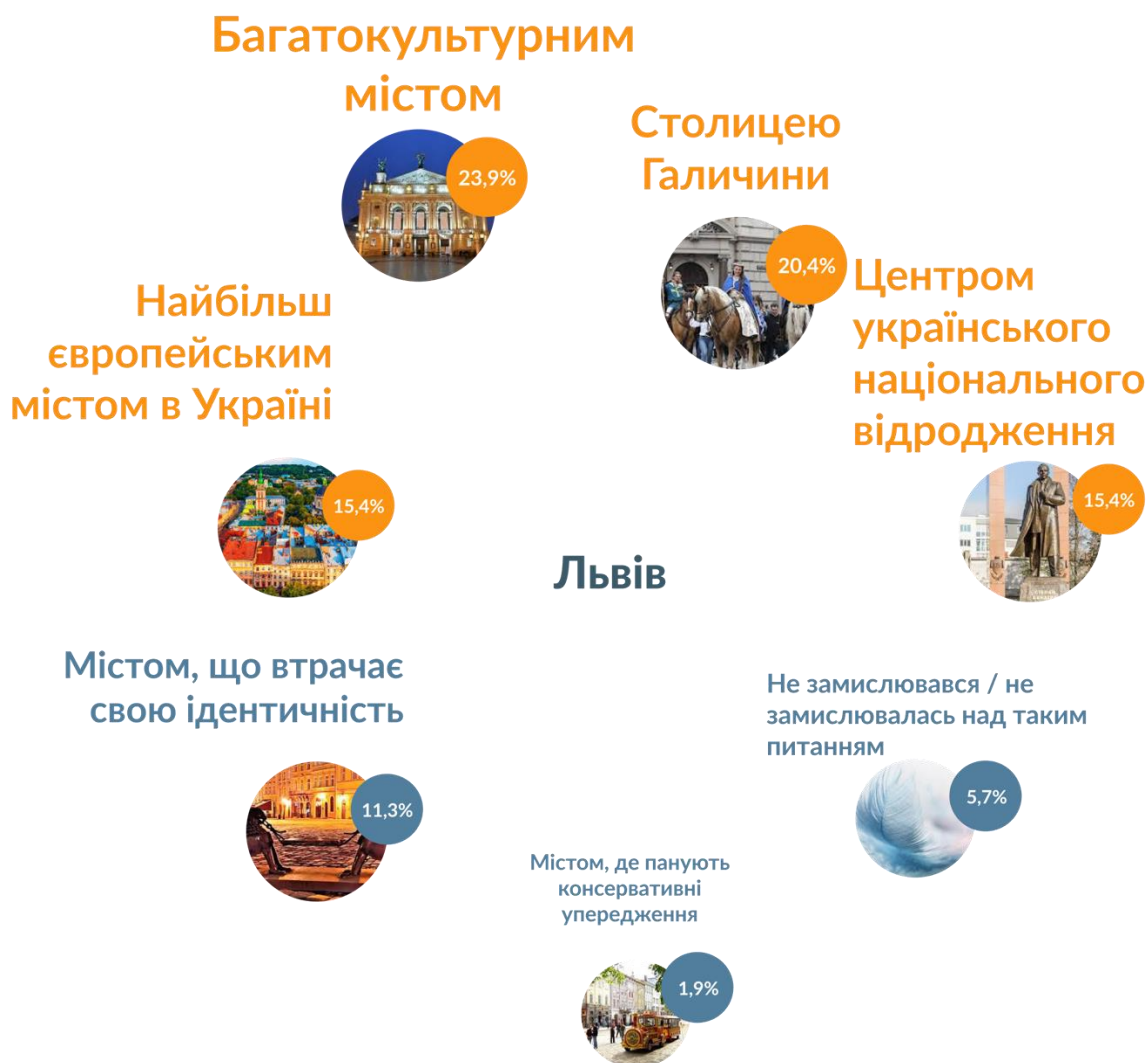 Багатокультурним
містом
23,9%
Столицею
Галичини
20,4%
Найбільш
європейським
містом в Україні
15,4%
Центром
українського
національного
відродження
15,4%
Львів
Містом, що втрачає
свою ідентичність
11,3%
Не замислювався / не
замислювалась над таким
питанням
5,7%
Містом, де панують
консервативні
упередження
1,9%